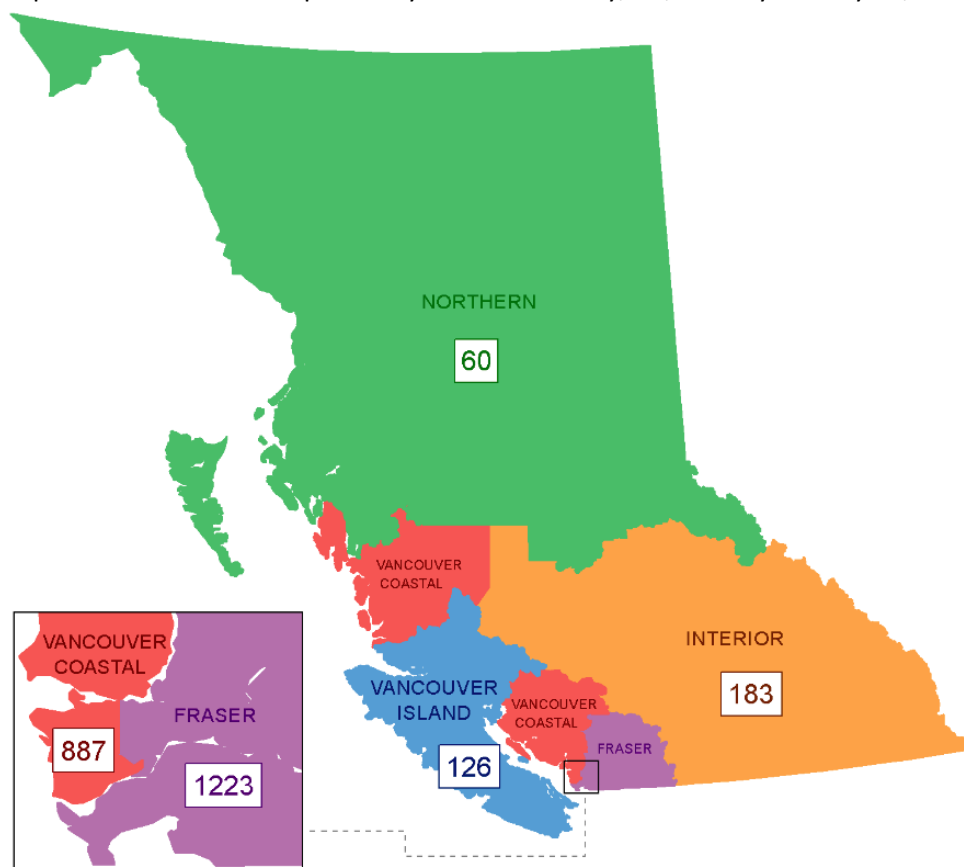 NORTHERN
60
VANCOUVER
COASTAL
INTERIOR
183
VANCOUVER
ISLAND
126
VANCOUVER
COASTAL
FRASER
VANCOUVER
COASTAL
887
FRASER
1223